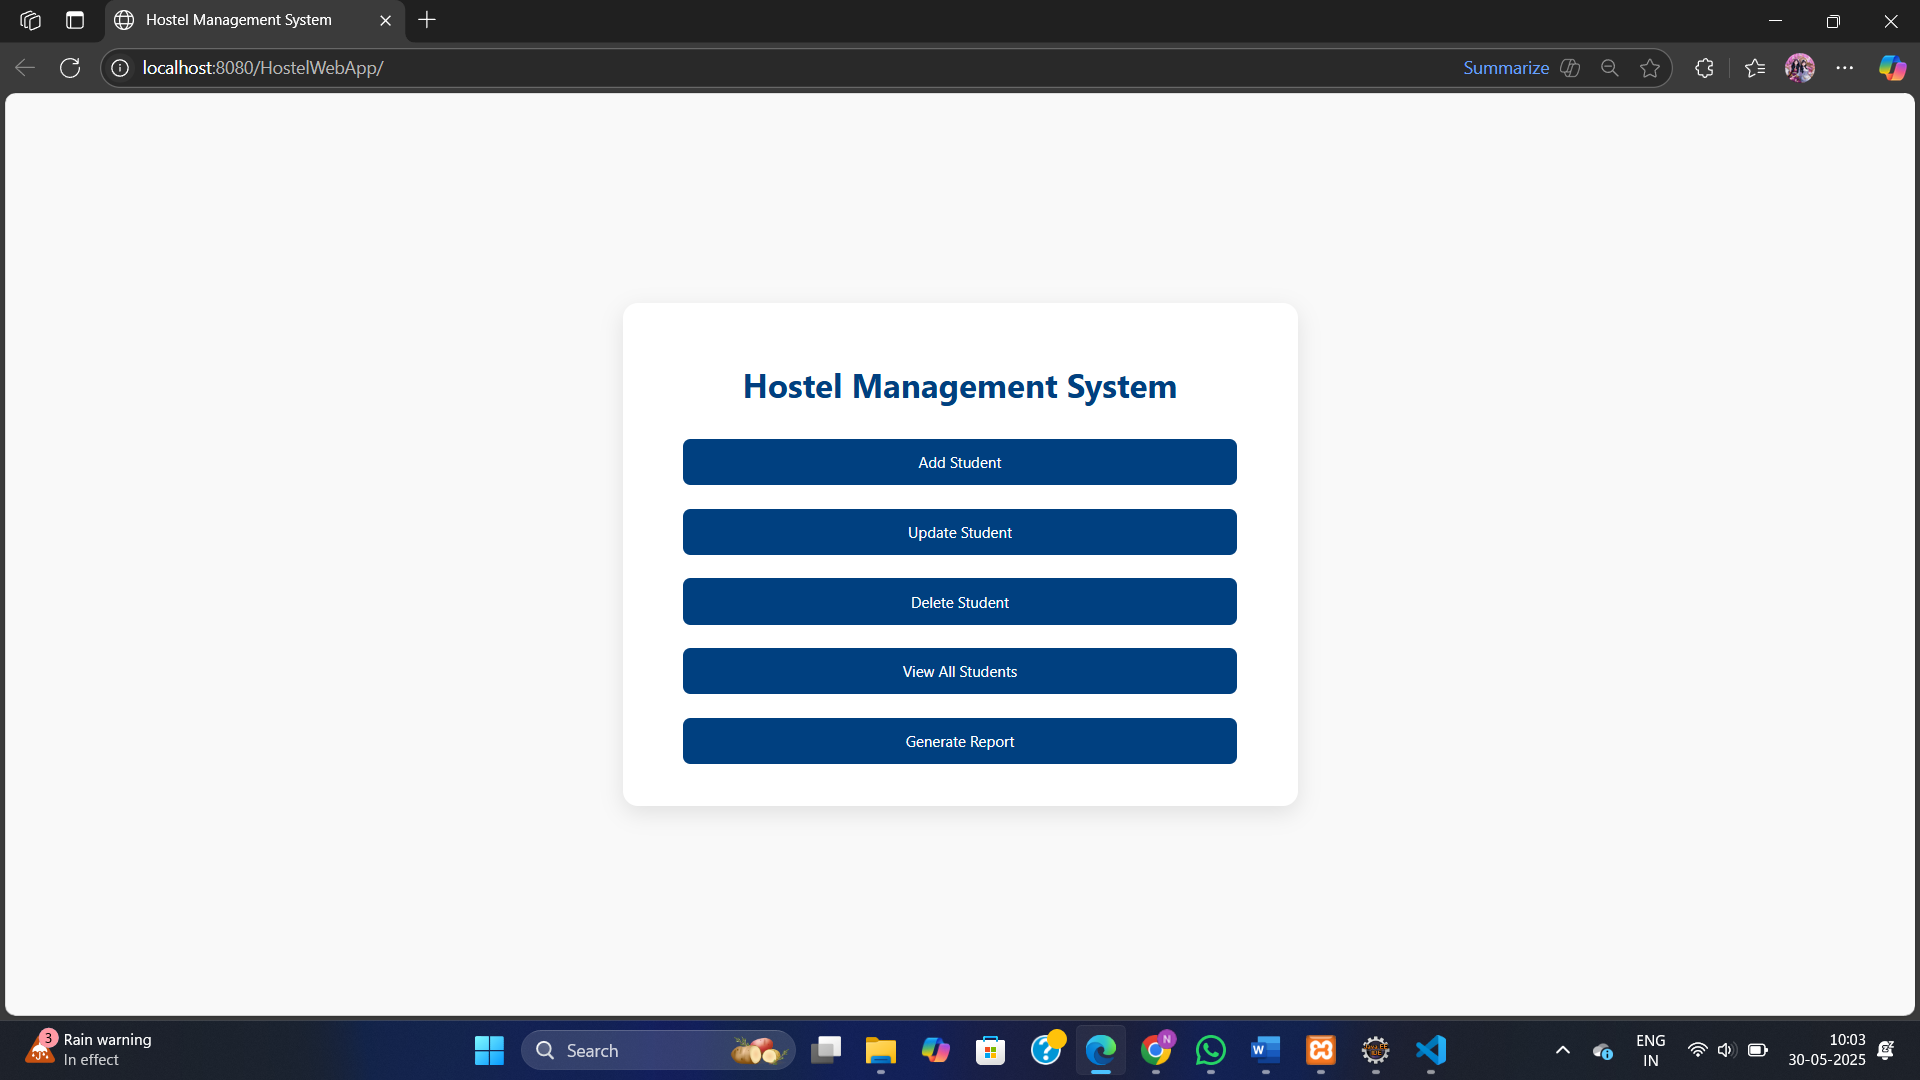 Hostel Management System
localhost:8080/HostelWebApp/
Summarize
Hostel Management System
Add Student
Update Student
Delete Student
View All Students
Generate Report
3
Rain warning
In effect
Search
N
W
ENG
IN
10:03
30-05-2025